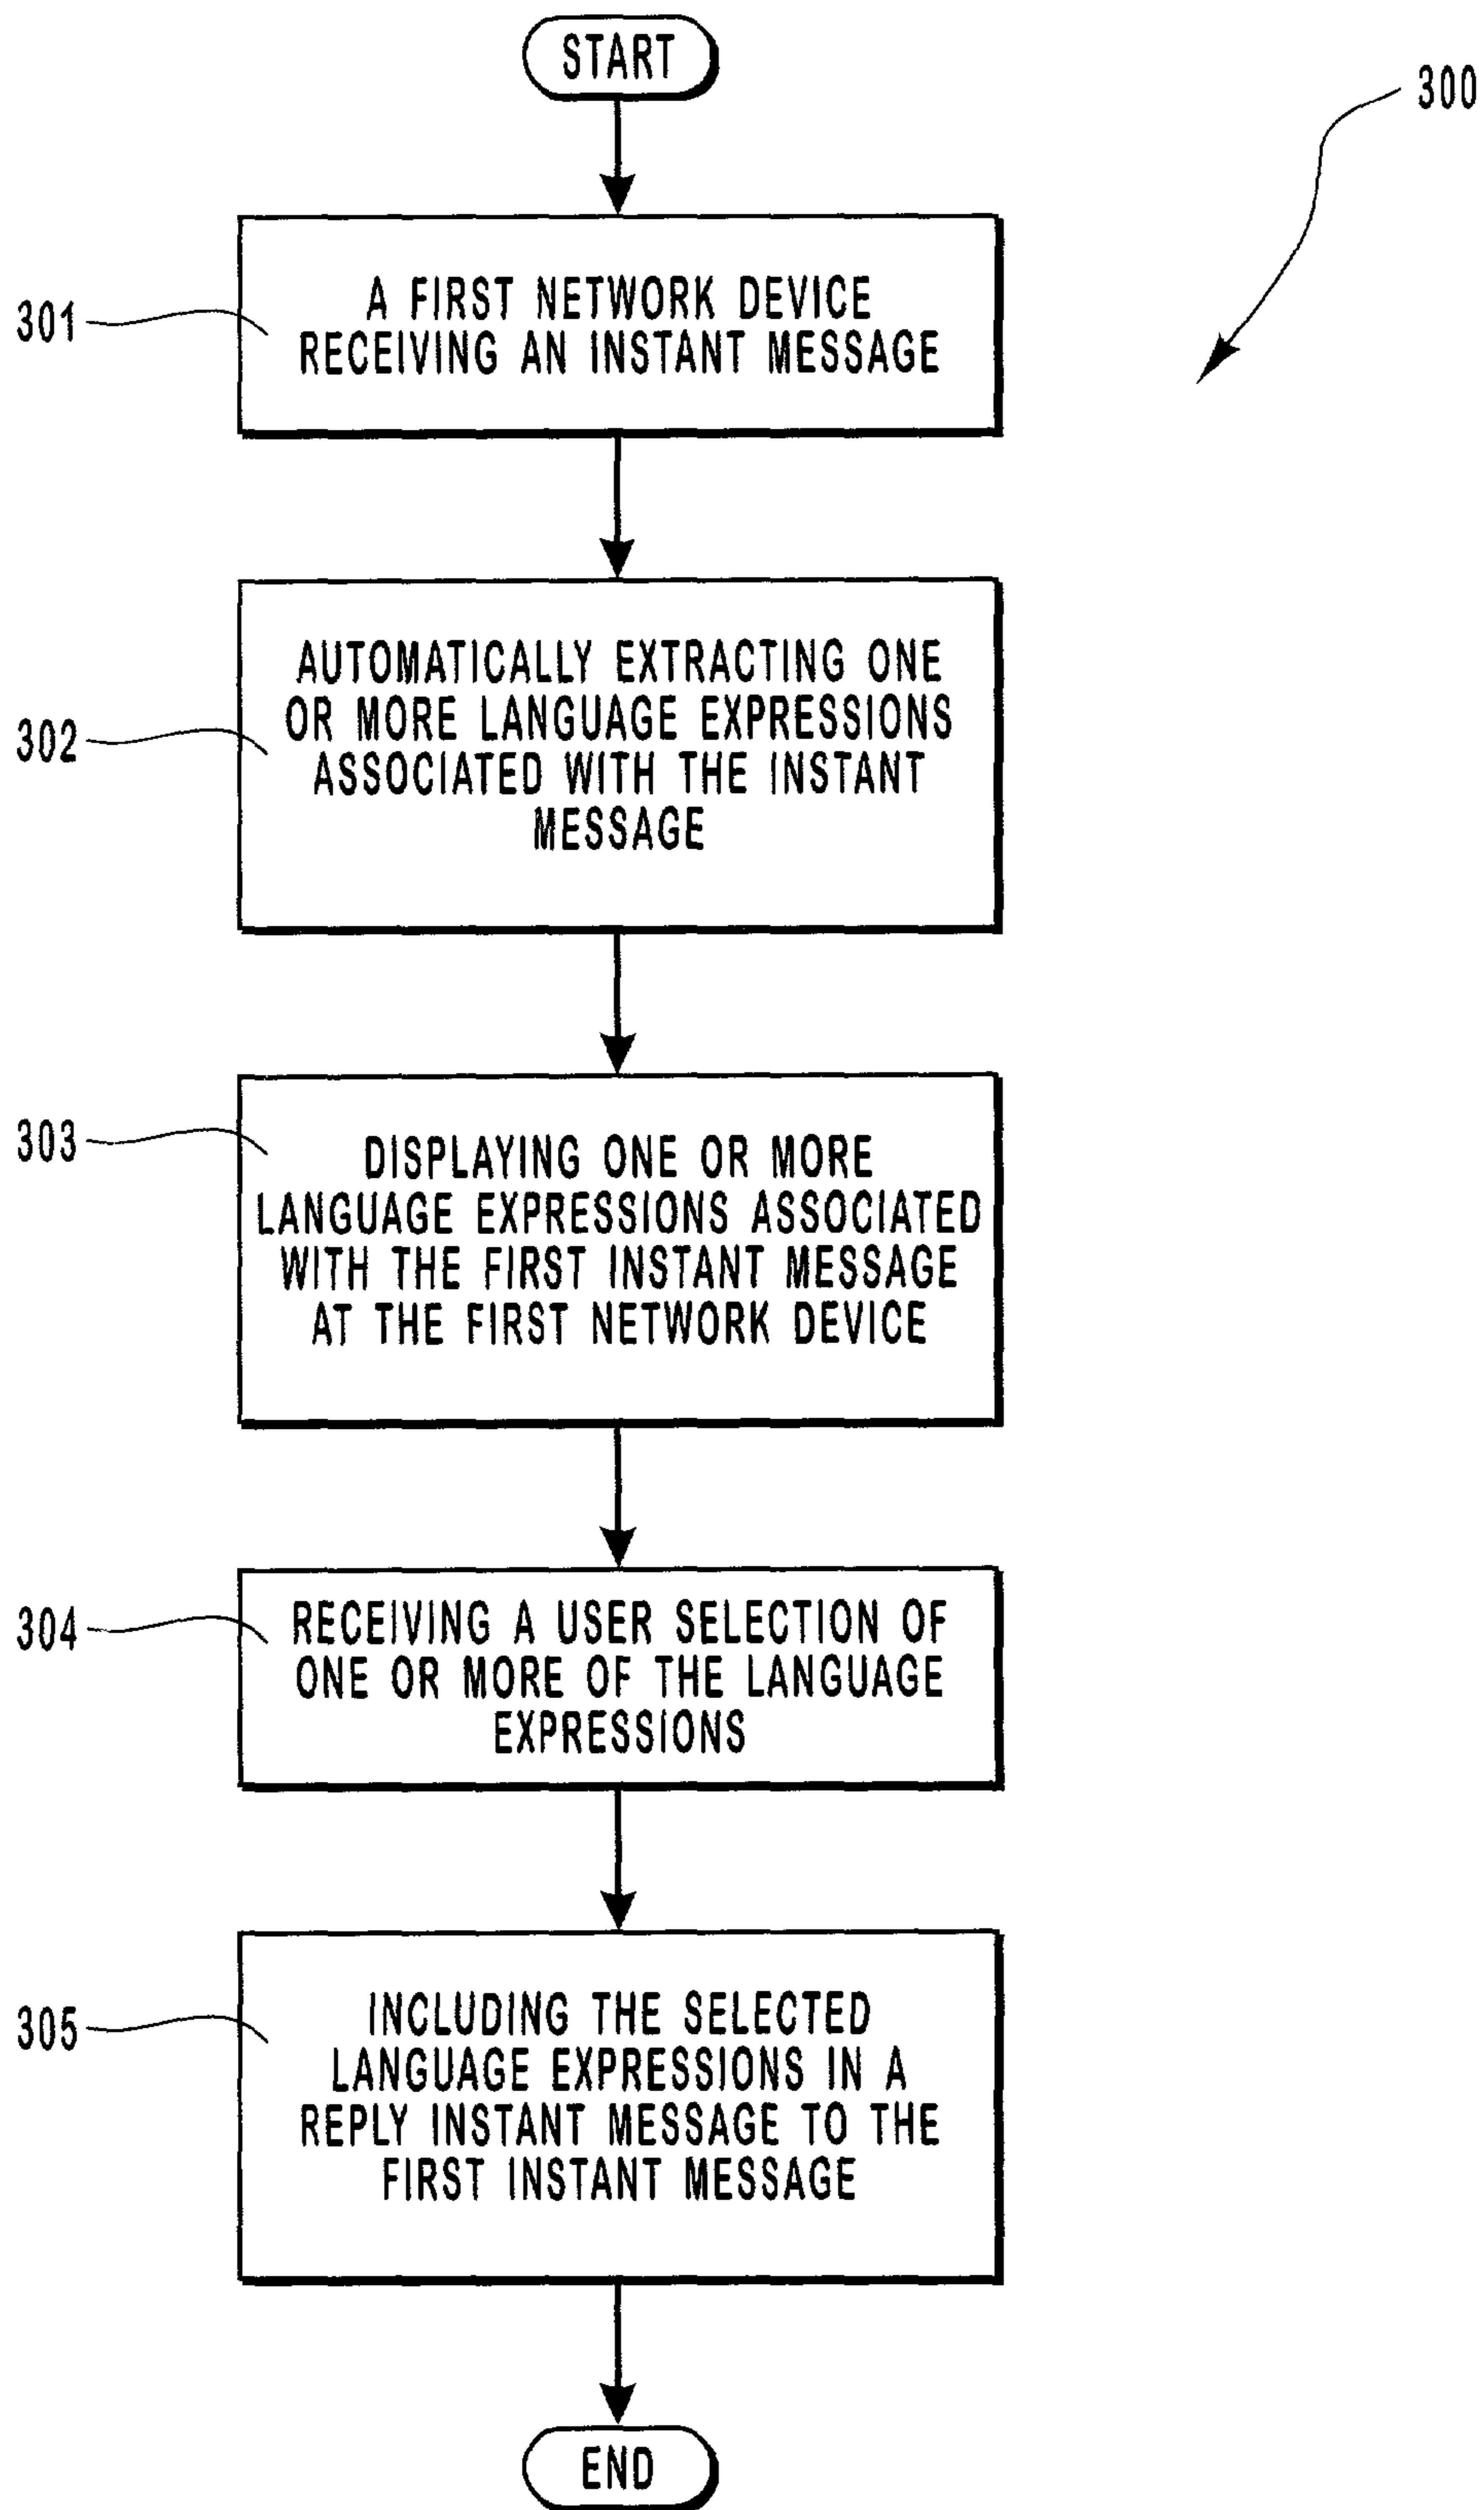 START
300
301
A FIRST NETWORK DEVICE
RECEIVING AN INSTANT MESSAGE
302
AUTOMATICALLY EXTRACTING ONE
OR MORE LANGUAGE EXPRESSIONS
ASSOCIATED WITH THE INSTANT
MESSAGE
303
DISPLAYING ONE OR MORE
LANGUAGE EXPRESSIONS ASSOCIATED
WITH THE FIRST INSTANT MESSAGE
AT THE FIRST NETWORK DEVICE
304
RECEIVING A USER SELECTION OF
ONE OR MORE OF THE LANGUAGE
EXPRESSIONS
305
INCLUDING THE SELECTED
LANGUAGE EXPRESSIONS IN A
REPLY INSTANT MESSAGE TO THE
FIRST INSTANT MESSAGE
END